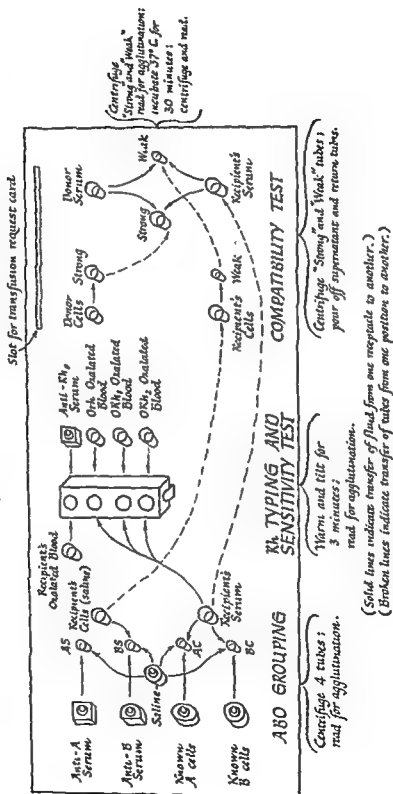 Slot for transfusion request card
Anti-A
Serum
Anti-B
Serum
Known
A cells
Known
B cells
AS
BS
Saline
AC
BC
Recipient's
Oxalated Blood
Recipient's
Cells (saline)
Recipient's
Serum
Anti-Rh₀
Serum
Orh Oxalated
Blood
ORh₁ Oxalated
Blood
ORh₂ Oxalated
Blood
Donor
Cells
Strong
Recipient's
Cells
Weak
Donor
Serum
Strong
Weak
Recipient's
Serum
ABO GROUPING
Rh TYPING AND
SENSITIVITY TEST
COMPATIBILITY TEST
Centrifuge
"Strong" and Weak"
read for agglutination:
incubate 37° C for
30 minutes;
centrifuge and read.
Centrifuge 4 tubes;
read for agglutination.
Warm and tilt for
3 minutes;
read for agglutination.
Centrifuge "Strong" and "Weak" tubes;
pour off supernatant and return tubes.
(Solid lines indicate transfer of fluid from one receptacle to another.)
(Broken lines indicate transfer of tubes from one position to another.)